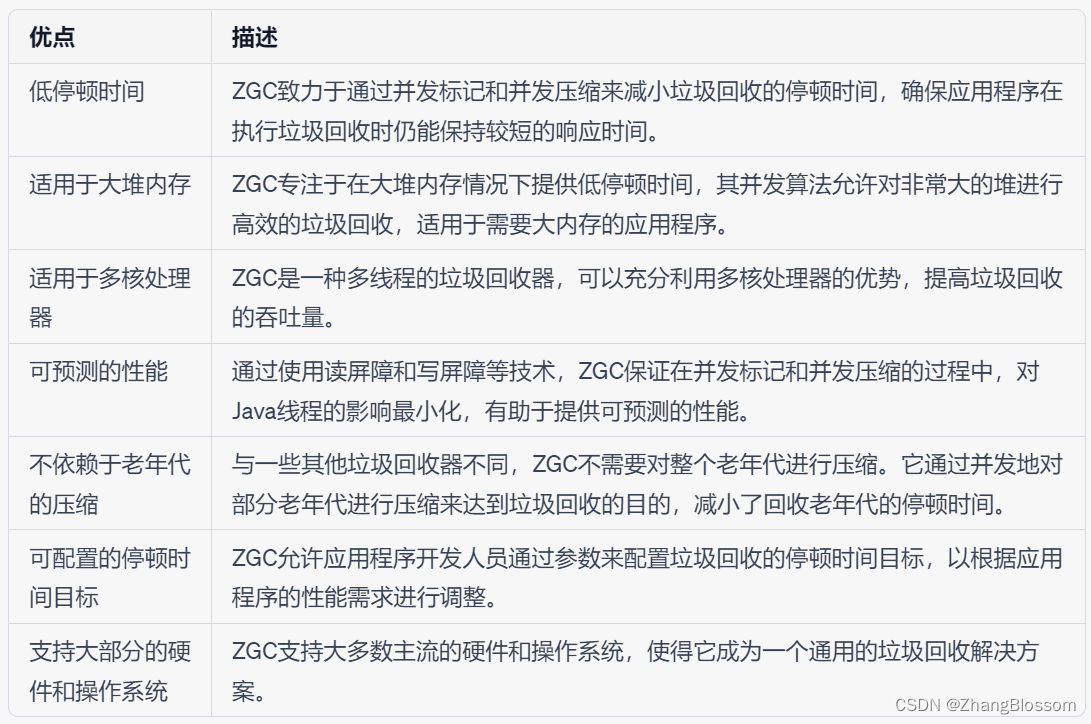 优点
描述
低停顿时间
ZGC致力于通过并发标记和并发压缩来减小垃圾回收的停顿时间，确保应用程序在
执行垃圾回收时仍能保持较短的响应时间。
适用于大堆内存
ZGC专注于在大堆内存情况下提供低停顿时间，其并发算法允许对非常大的堆进行
高效的垃圾回收，适用于需要大内存的应用程序。
适用于多核处理
器
ZGC是一种多线程的垃圾回收器，可以充分利用多核处理器的优势，提高垃圾回收
的吞吐量。
可预测的性能
通过使用读屏障和写屏障等技术，ZGC保证在并发标记和并发压缩的过程中，对
Java线程的影响最小化，有助于提供可预测的性能。
不依赖于老年代
的压缩
与一些其他垃圾回收器不同，ZGC不需要对整个老年代进行压缩。它通过并发地对
部分老年代进行压缩来达到垃圾回收的目的，减小了回收老年代的停顿时间。
可配置的停顿时
间目标
ZGC允许应用程序开发人员通过参数来配置垃圾回收的停顿时间目标，以根据应用
程序的性能需求进行调整。
支持大部分的硬
件和操作系统
ZGC支持大多数主流的硬件和操作系统，使得它成为一个通用的垃圾回收解决方
案。
CSDN @ZhangBlossom